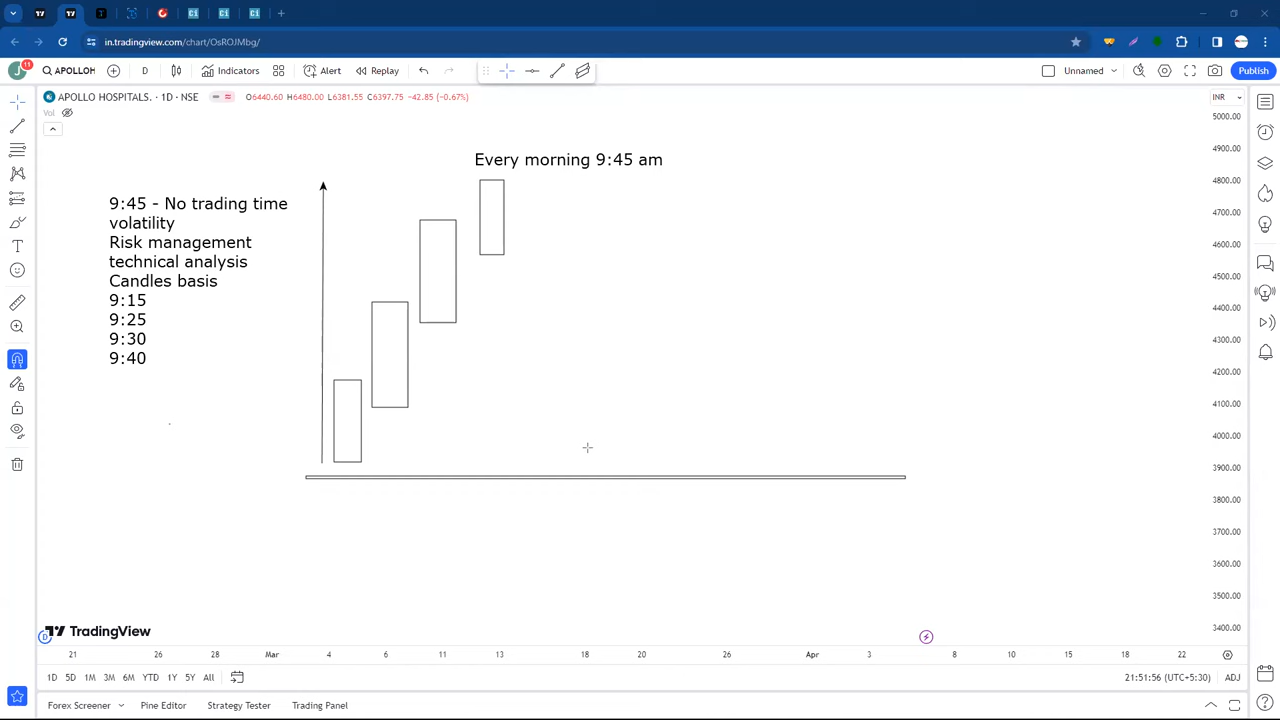 in.tradingview.com/chart/OsROJMbg/
11
APOLLOH
D
Indicators
Alert
Replay
Unnamed
Publish
APOLLO HOSPITALS. · 1D · NSE
O6440.60 H6480.00 L6381.55 C6397.75 -42.85 (-0.67%)
INR
Vol
Every morning 9:45 am
9:45 - No trading time
volatility
Risk management
technical analysis
Candles basis
9:15
9:25
9:30
9:40
5000.00
4900.00
4800.00
4700.00
4600.00
4500.00
4400.00
4300.00
4200.00
4100.00
4000.00
3900.00
3800.00
3700.00
3600.00
3500.00
3400.00
TradingView
21 26 28 Mar 4 6 11 13 18 20 26 Apr 3 8 10 15 18 22
1D 5D 1M 3M 6M YTD 1Y 5Y All
21:51:56 (UTC+5:30) ADJ
Forex Screener Pine Editor Strategy Tester Trading Panel